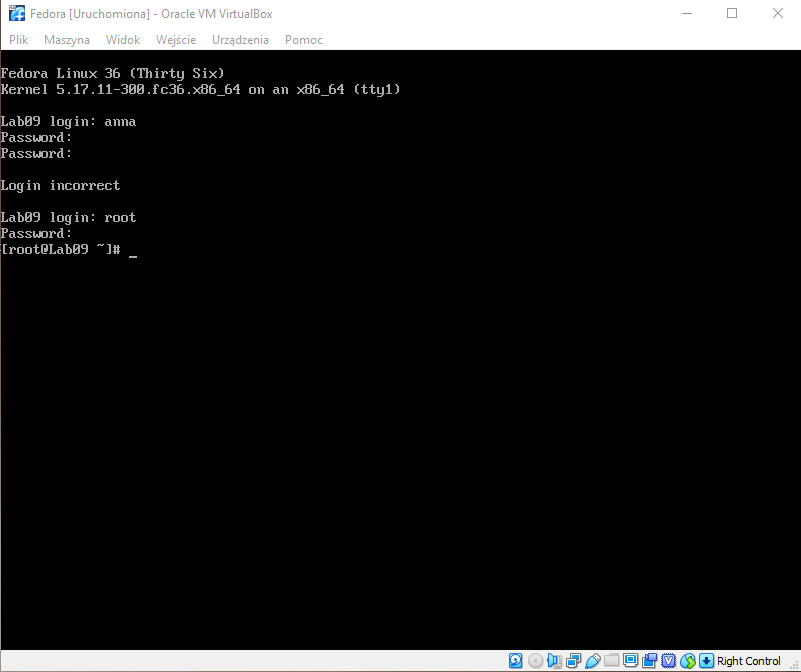 Fedora [Uruchomiona] - Oracle VM VirtualBox
Plik Maszyna Widok Wejście Urządzenia Pomoc
Fedora Linux 36 (Thirty Six)
Kernel 5.17.11-300.fc36.x86_64 on an x86_64 (tty1)
Lab09 login: anna
Password:
Password:
Login incorrect
Lab09 login: root
Password:
[root@Lab09 ~]# _
Right Control